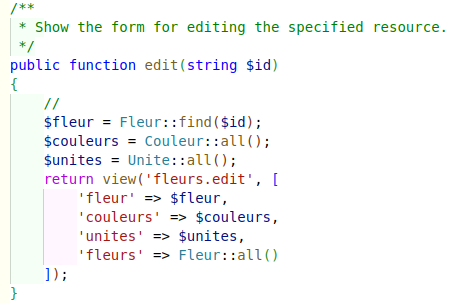 /**
 * Show the form for editing the specified resource.
 */
public function edit(string $id)
{
    //
    $fleur = Fleur::find($id);
    $couleurs = Couleur::all();
    $unites = Unite::all();
    return view('fleurs.edit', [
        'fleur' => $fleur,
        'couleurs' => $couleurs,
        'unites' => $unites,
        'fleurs' => Fleur::all()
    ]);
}